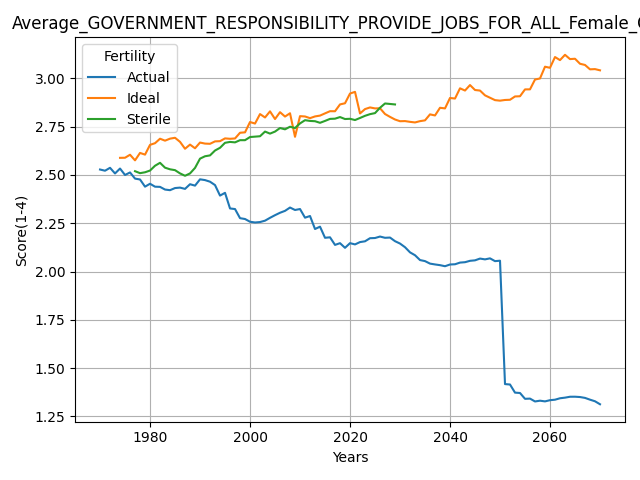 Average_GOVERNMENT_RESPONSIBILITY_PROVIDE_JOBS_FOR_ALL_Female_
Fertility
Actual
Ideal
Sterile
Score(1-4)
3.00
2.75
2.50
2.25
2.00
1.75
1.50
1.25
1980
2000
2020
2040
2060
Years